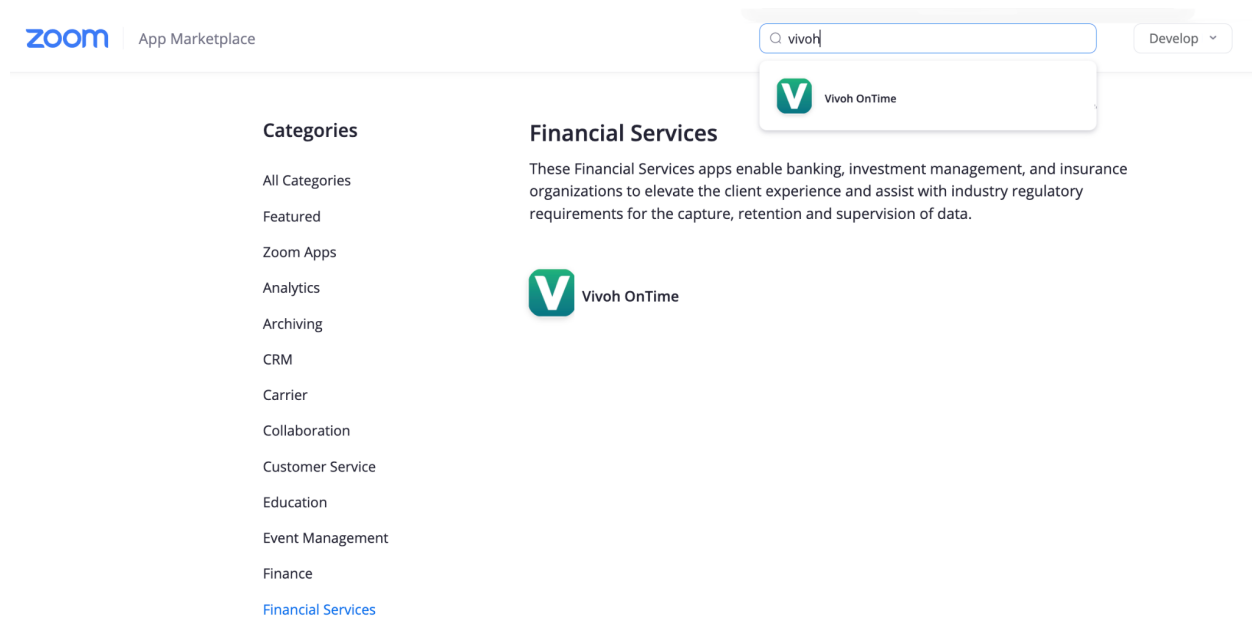 zoom
App Marketplace
vivoh
Develop
V
Vivoh OnTime
Categories
All Categories
Featured
Zoom Apps
Analytics
Archiving
CRM
Carrier
Collaboration
Customer Service
Education
Event Management
Finance
Financial Services
Financial Services
These Financial Services apps enable banking, investment management, and insurance
organizations to elevate the client experience and assist with industry regulatory
requirements for the capture, retention and supervision of data.
V
Vivoh OnTime